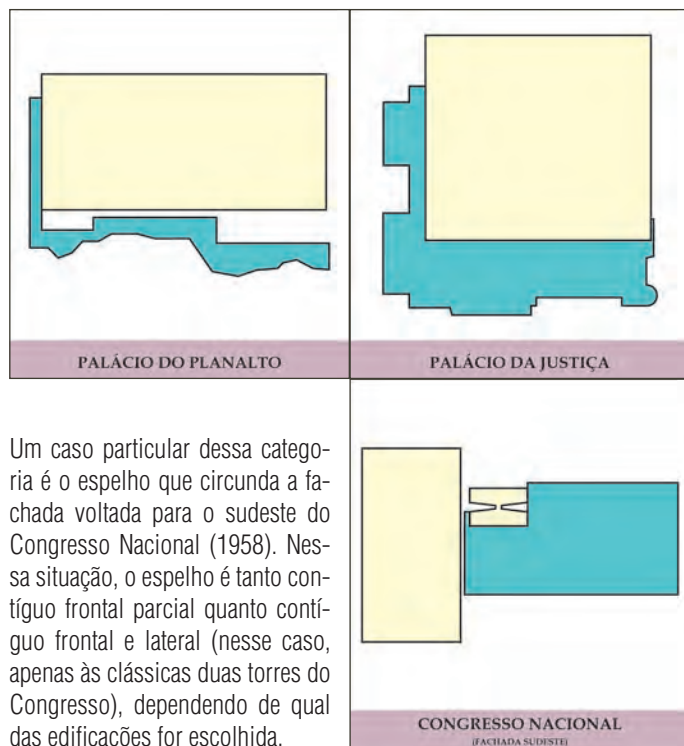 PALÁCIO DO PLANALTO
PALÁCIO DA JUSTIÇA
Um caso particular dessa catego-
ria é o espelho que circunda a fa-
chada voltada para o sudeste do
Congresso Nacional (1958). Nes-
sa situação, o espelho é tanto con-
tíguo frontal parcial quanto contí-
guo frontal e lateral (nesse caso,
apenas às clássicas duas torres do
Congresso), dependendo de qual
das edificações for escolhida.
CONGRESSO NACIONAL
(FACHADA SUDESTE)